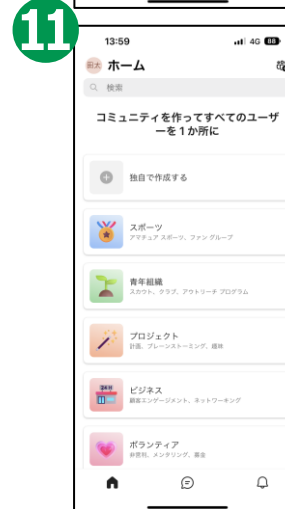 11
13:59
4G 88
ホーム
検索
コミュニティを作ってすべてのユーザ
ーを 1 か所に
独自で作成する
スポーツ
アマチュア スポーツ、ファン グループ
青年組織
スカウト、クラブ、アウトリーチ プログラム
プロジェクト
計画、ブレーンストーミング、趣味
ビジネス
顧客エンゲージメント、ネットワーキング
ボランティア
非営利、メンタリング、募金